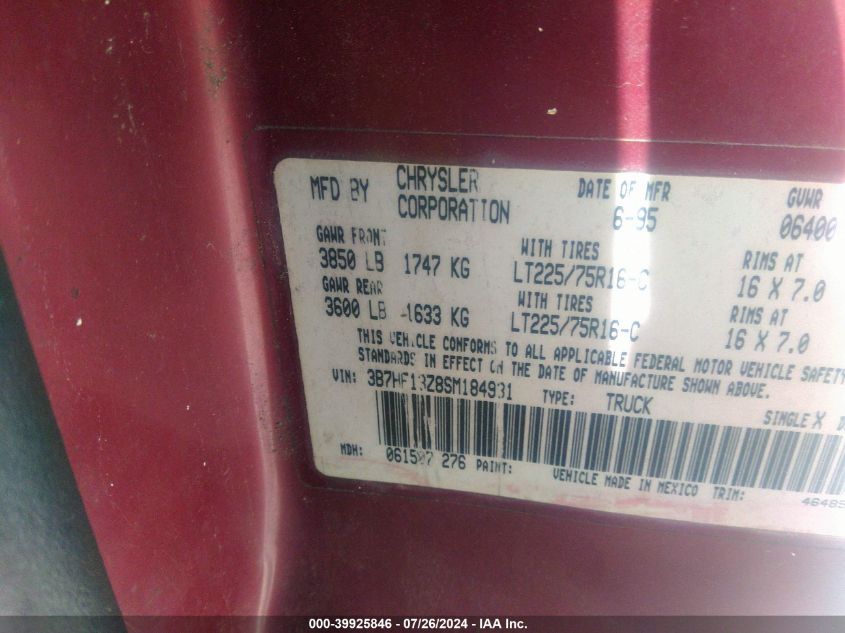 MFD BY CHRYSLER CORPORATION DATE OF MFR 6-95 GVWR 06400
GAWR FRONT WITH TIRES RIMS AT
3850 LB 1747 KG LT225/75R16-C 16 X 7.0
GAWR REAR WITH TIRES RIMS AT
3600 LB 1633 KG LT225/75R16-C 16 X 7.0
THIS VEHICLE CONFORMS TO ALL APPLICABLE FEDERAL MOTOR VEHICLE SAFETY
STANDARDS IN EFFECT ON THE DATE OF MANUFACTURE SHOWN ABOVE.
VIN: 3B7HF13Z8SM184931 TYPE: TRUCK SINGLE X D
MDH: 276 PAINT: VEHICLE MADE IN MEXICO TRIM: 46485
000-39925846 - 07/26/2024 - IAA Inc.